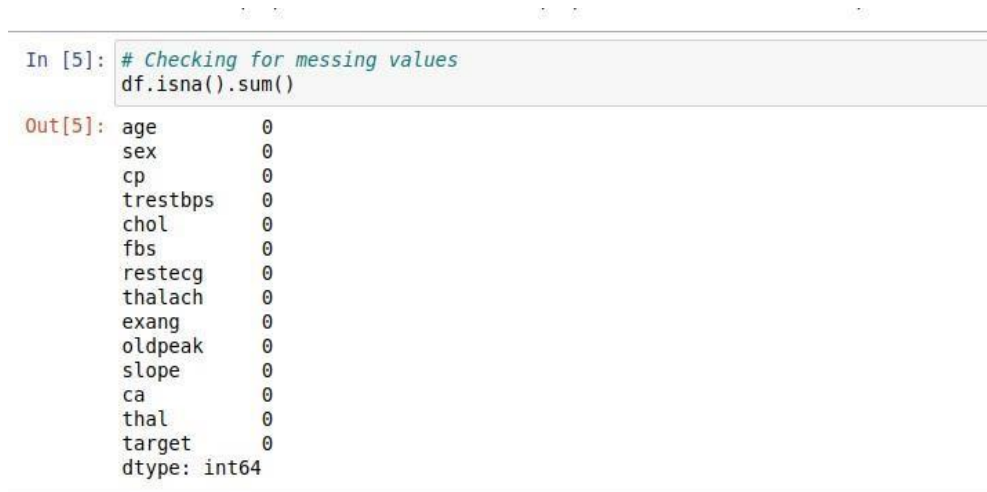 In [5]: # Checking for messing values
df.isna().sum()
Out[5]: age 0
sex 0
cp 0
trestbps 0
chol 0
fbs 0
restecg 0
thalach 0
exang 0
oldpeak 0
slope 0
ca 0
thal 0
target 0
dtype: int64